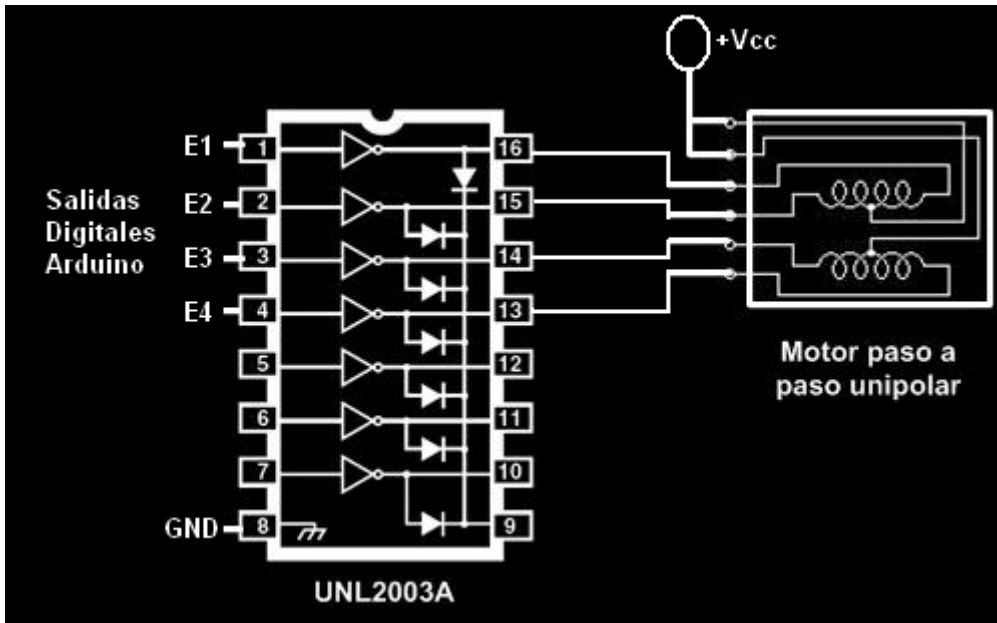 +Vcc
E1 1 16
Salidas
Digitales
Arduino
E2 2 15
E3 3 14
E4 4 13
5 12
6 11
7 10
GND 8 9
Motor paso a
paso unipolar
UNL2003A